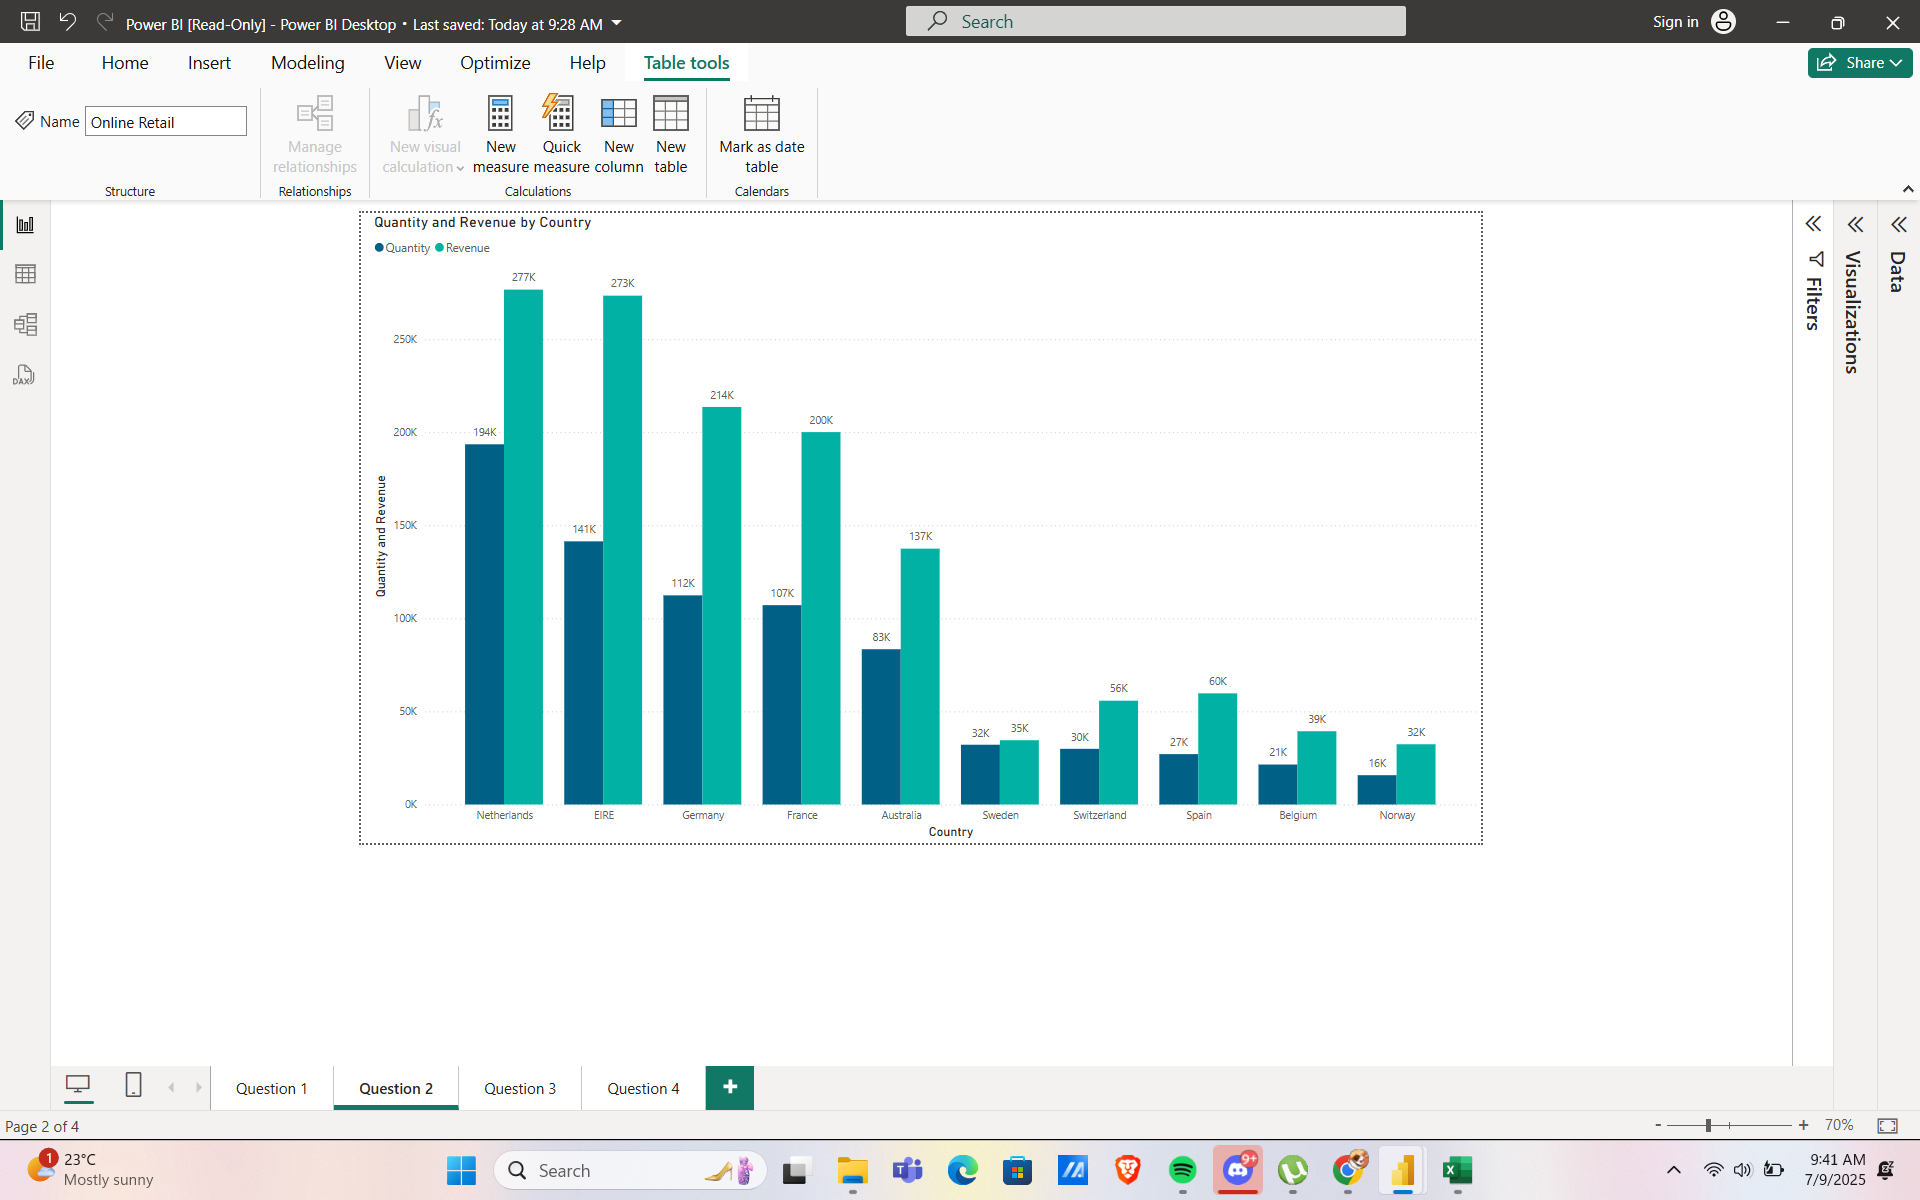 Power BI [Read-Only] - Power BI Desktop • Last saved: Today at 9:28 AM
Search
Sign in
File Home Insert Modeling View Optimize Help Table tools
Share
Name Online Retail
Structure
Manage relationships
Relationships
New visual calculation
New measure
Quick measure
New column
New table
Calculations
Mark as date table
Calendars
DAX
Quantity and Revenue by Country
Quantity Revenue
Quantity and Revenue
250K
200K
150K
100K
50K
0K
194K 277K
141K 273K
112K 214K
107K 200K
83K 137K
32K 35K
30K 56K
27K 60K
21K 39K
16K 32K
Netherlands EIRE Germany France Australia Sweden Switzerland Spain Belgium Norway
Country
Filters
Visualizations
Data
Question 1 Question 2 Question 3 Question 4 +
Page 2 of 4
- + 70%
1
23°C
Mostly sunny
Search
9+
9:41 AM
7/9/2025